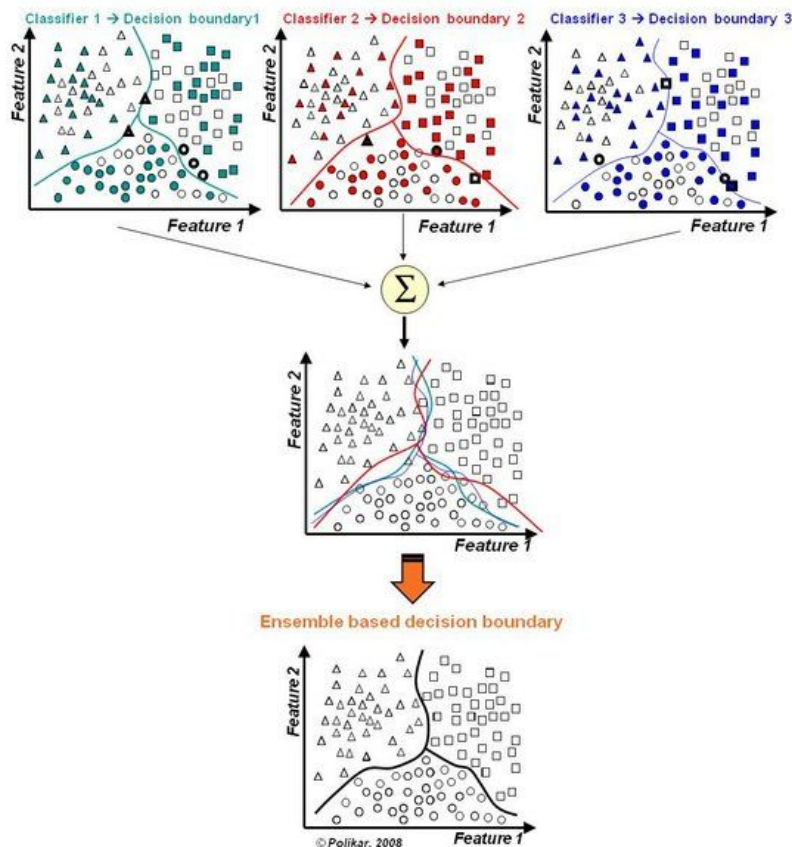 Classifier 1 → Decision boundary1
Classifier 2 → Decision boundary 2
Classifier 3 → Decision boundary 3
Feature 2
Feature 1
Feature 2
Feature 1
Feature 2
Feature 1
Σ
Feature 2
Feature 1
Ensemble based decision boundary
Feature 2
Feature 1
© Polikar, 2008